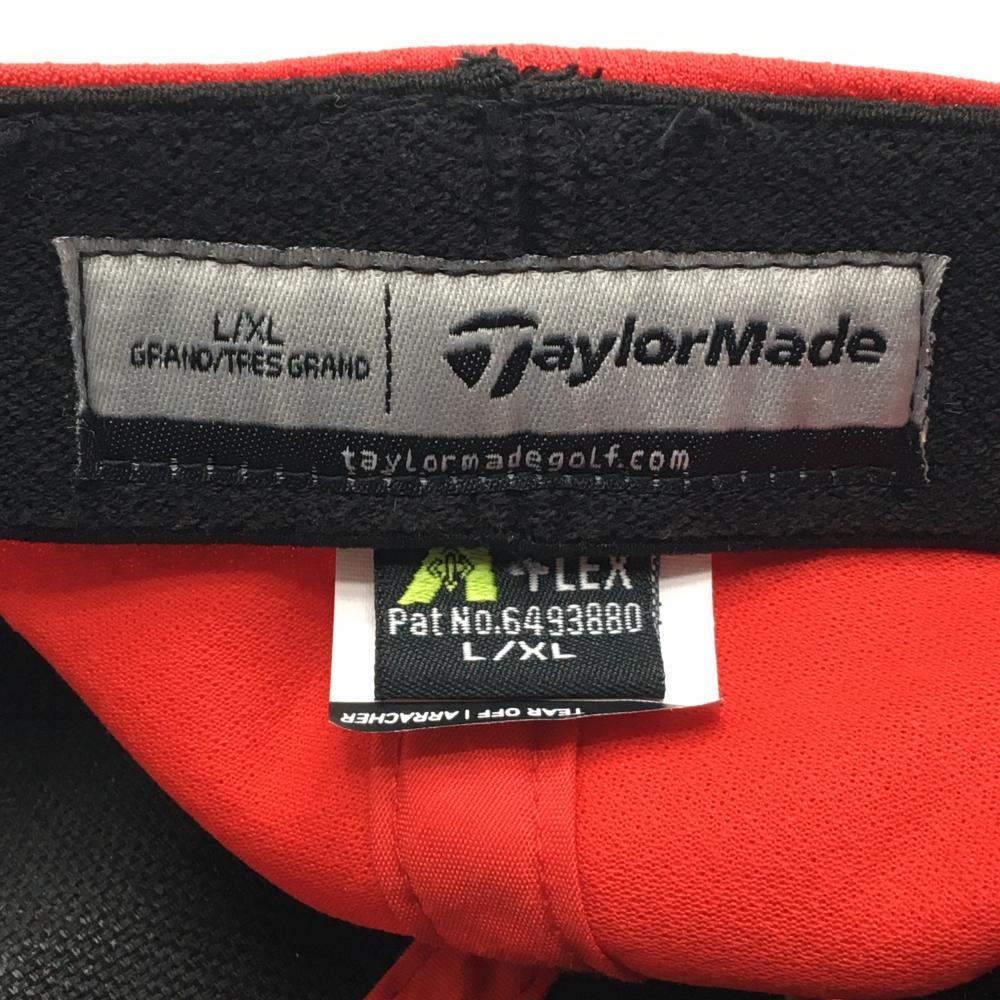 L/XL
GRAND/TRES GRAND
TaylorMade
taylormadegolf.com
A FLEX
Pat No.6493880
L/XL
TEAR OFF | ARRACHER